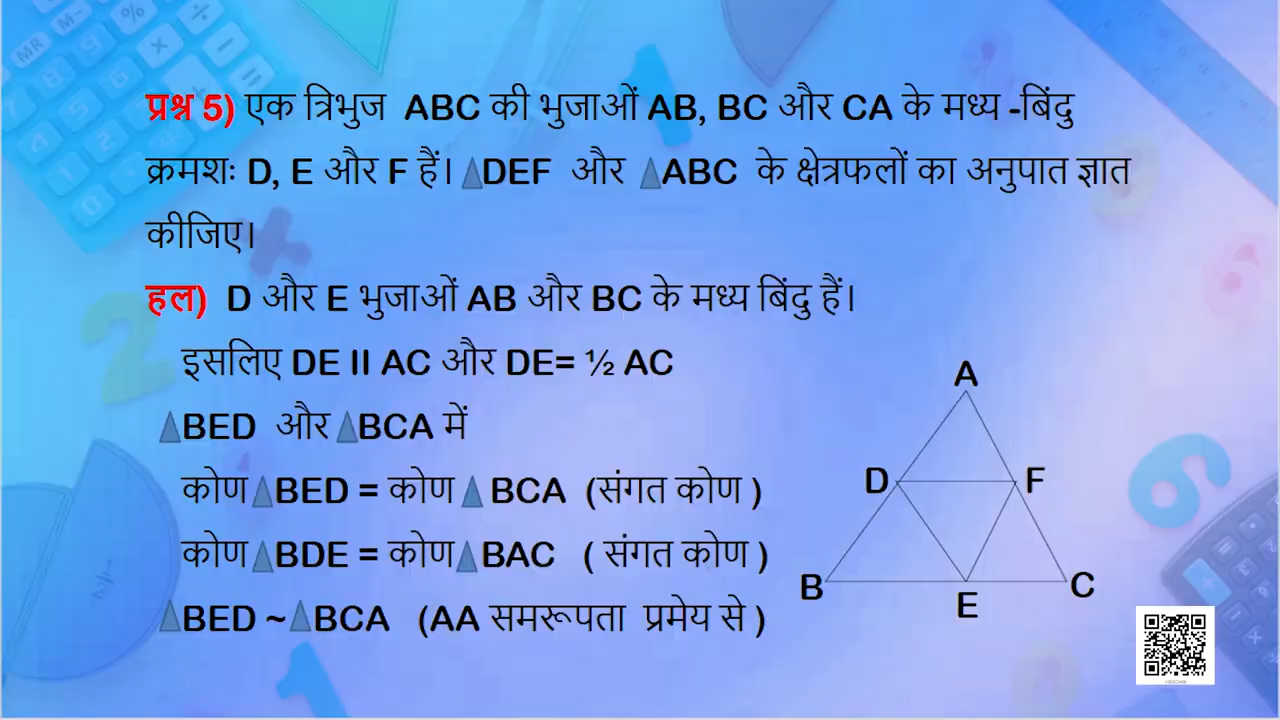 प्रश्न 5) एक त्रिभुज ABC की भुजाओं AB, BC और CA के मध्य -बिंदु
क्रमशः D, E और F हैं। △DEF और △ABC के क्षेत्रफलों का अनुपात ज्ञात
कीजिए।
हल) D और E भुजाओं AB और BC के मध्य बिंदु हैं।
इसलिए DE II AC और DE= ½ AC
△BED और △BCA में
कोण △BED = कोण △ BCA (संगत कोण )
कोण △BDE = कोण △BAC ( संगत कोण )
△BED ~ △BCA (AA समरूपता प्रमेय से )
A
D
F
B
E
C